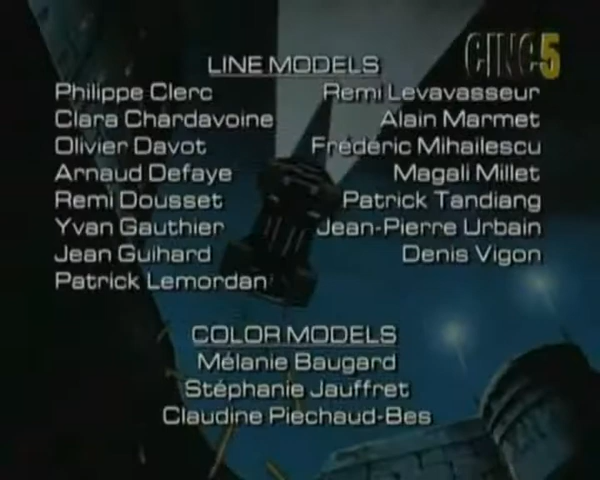 CINE5
LINE MODELS
Philippe Clerc Remi Levavasseur
Clara Chardavoine Alain Marmet
Olivier Davot Frédéric Mihailescu
Arnaud Defaye Magali Millet
Remi Dousset Patrick Tandiang
Yvan Gauthier Jean-Pierre Urbain
Jean Guihard Denis Vigon
Patrick Lemordan
COLOR MODELS
Mélanie Baugard
Stéphanie Jauffret
Claudine Piechaud-Bes